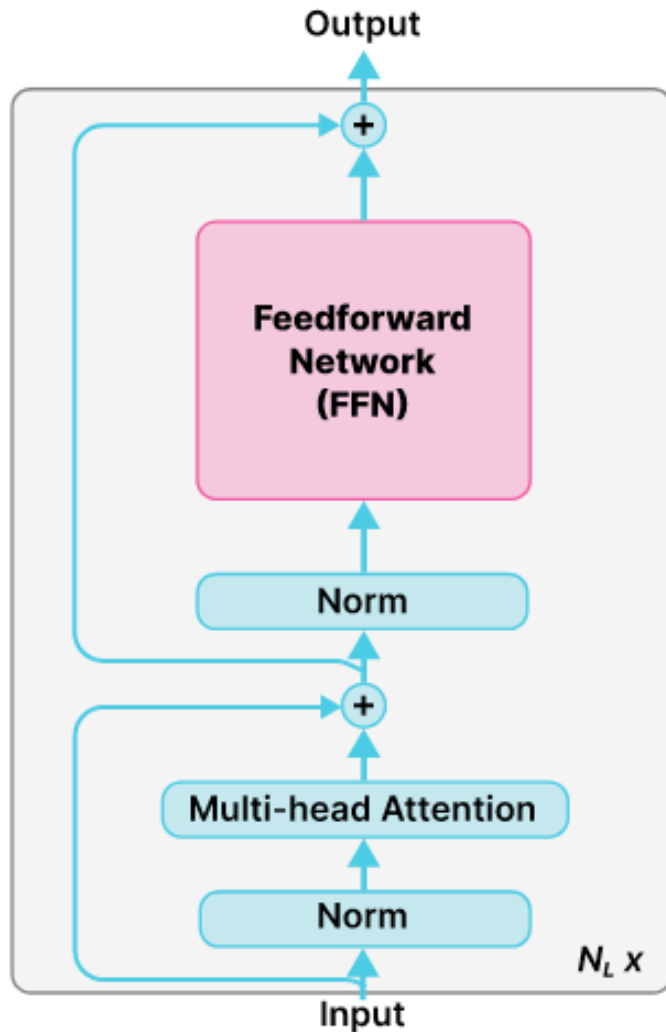 Output
+
Feedforward
Network
(FFN)
Norm
+
Multi-head Attention
Norm
N_L x
Input